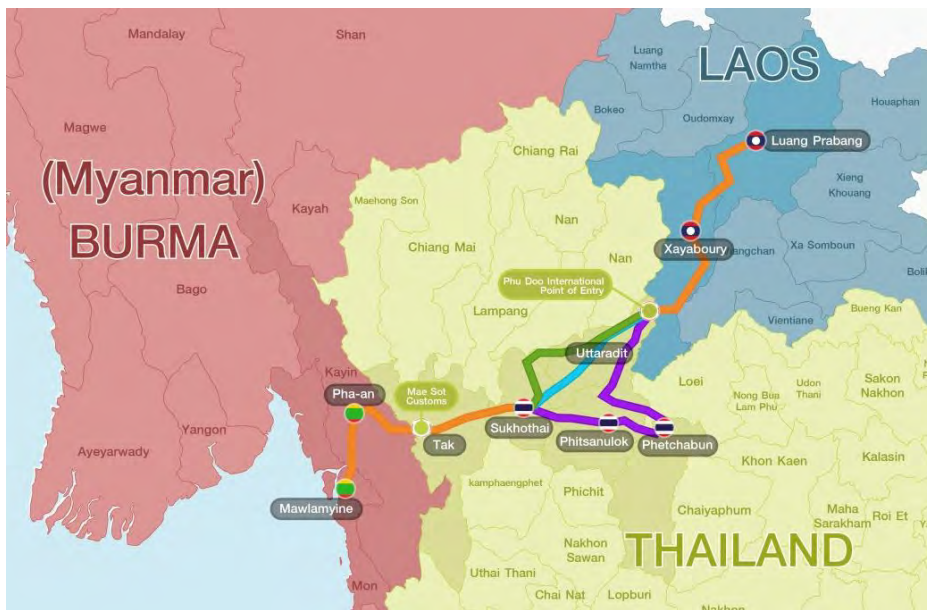 Mandalay
Shan
Luang
Namtha
LAOS
Bokeo
Oudomxay
Houaphan
Magwe
Luang Prabang
Chiang Rai
(Myanmar)
BURMA
Kayah
Maehong Son
Xieng
Khouang
Nan
Chiang Mai
Xayaboury
Xa Somboun
Nan
Bago
Phu Doo International
Point of Entry
Lampang
Vientiane
Bueng Kan
Uttaradit
Kayin
Loei
Pha-an
Mae Sot
Customs
Nong Bua
Lam Phu
Udon
Thani
Sakon
Nakhon
Yangon
Ayeyarwady
Tak
Sukhothai
Phitsanulok
Phetchabun
Khon Kaen
Kalasin
kamphaengphet
Phichit
Mawlamyine
Chaiyaphum
Maha
Sarakham
Roi Et
Nakhon
Sawan
THAILAND
Mon
Uthai Thani
Chai Nat
Lopburi